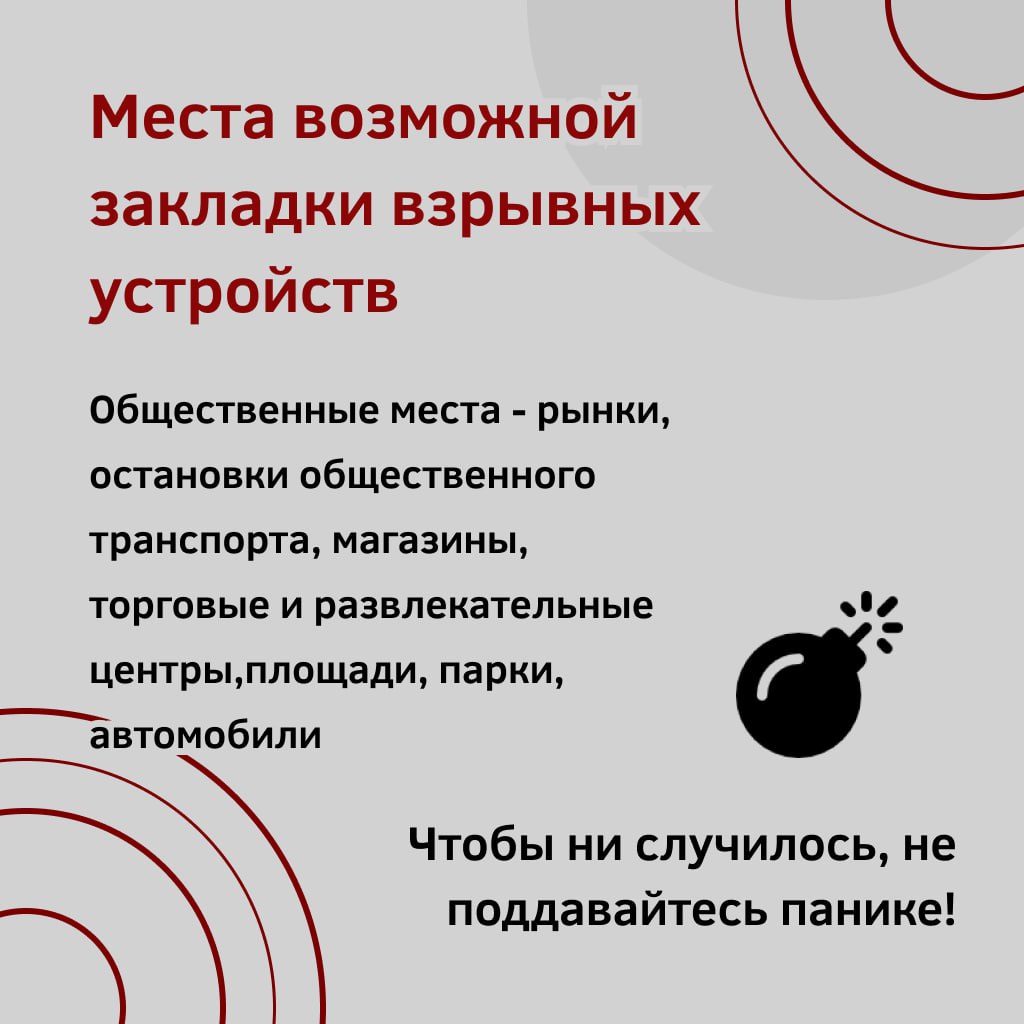 Места возможной
закладки взрывных
устройств
Общественные места - рынки,
остановки общественного
транспорта, магазины,
торговые и развлекательные
центры,площади, парки,
автомобили
Чтобы ни случилось, не
поддавайтесь панике!